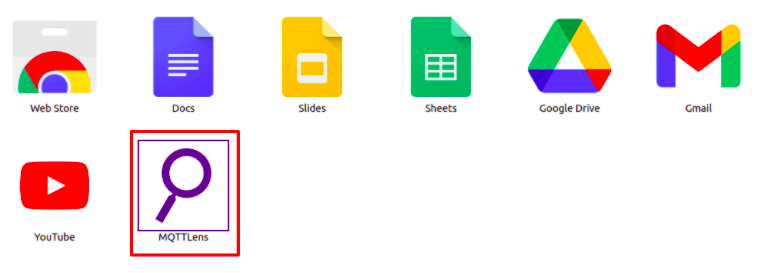 Web Store
Docs
Slides
Sheets
Google Drive
Gmail
YouTube
MQTTLens